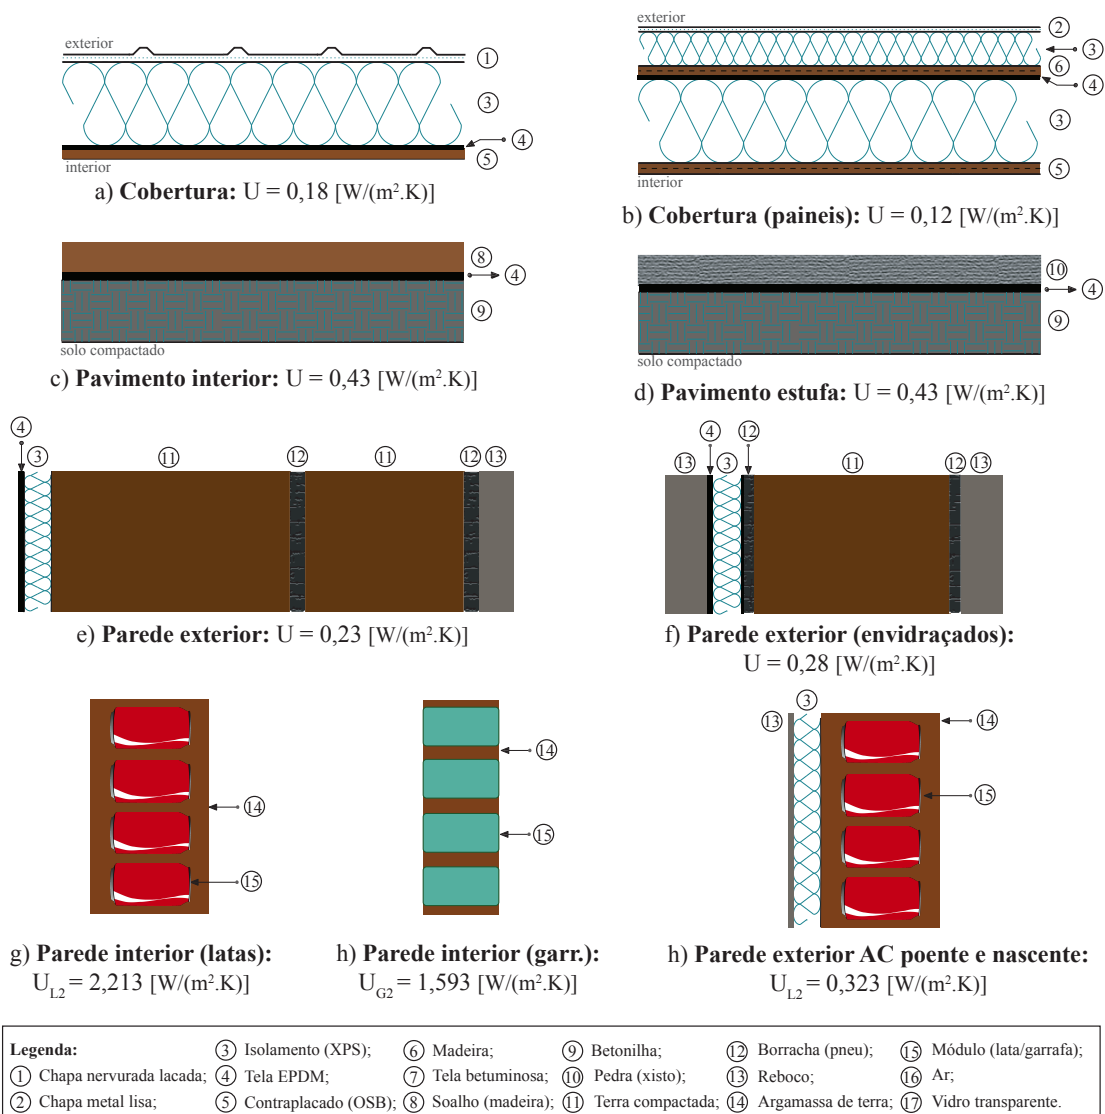 exterior
1
3
4
5
interior
a) Cobertura: U = 0,18 [W/(m².K)]
exterior
2
3
6
4
3
5
interior
b) Cobertura (paineis): U = 0,12 [W/(m².K)]
8
4
9
solo compactado
c) Pavimento interior: U = 0,43 [W/(m².K)]
10
4
9
solo compactado
d) Pavimento estufa: U = 0,43 [W/(m².K)]
4
3 11 12 11 12 13
e) Parede exterior: U = 0,23 [W/(m².K)]
4 12
13 3 11 12 13
f) Parede exterior (envidraçados):
U = 0,28 [W/(m².K)]
14
15
g) Parede interior (latas):
U_L2 = 2,213 [W/(m².K)]
14
15
h) Parede interior (garr.):
U_G2 = 1,593 [W/(m².K)]
3
13 14
15
h) Parede exterior AC poente e nascente:
U_L2 = 0,323 [W/(m².K)]
Legenda: 3 Isolamento (XPS); 6 Madeira; 9 Betonilha; 12 Borracha (pneu); 15 Módulo (lata/garrafa);
1 Chapa nervurada lacada; 4 Tela EPDM; 7 Tela betuminosa; 10 Pedra (xisto); 13 Reboco; 16 Ar;
2 Chapa metal lisa; 5 Contraplacado (OSB); 8 Soalho (madeira); 11 Terra compactada; 14 Argamassa de terra; 17 Vidro transparente.